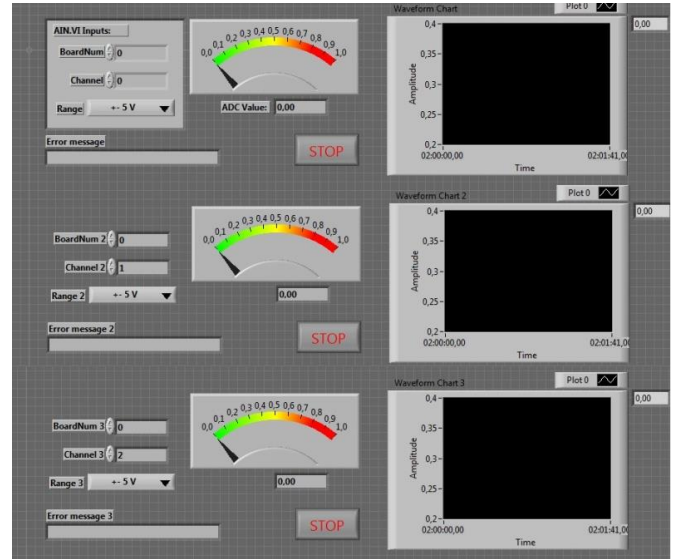 AIN.VI Inputs:
BoardNum 0
Channel 0
Range +- 5 V
Error message
0,0 0,1 0,2 0,3 0,4 0,5 0,6 0,7 0,8 0,9 1,0
ADC Value: 0,00
STOP
Waveform Chart
Plot 0
0,00
0,4
0,35
0,3
0,25
0,2
Amplitude
02:00:00,00 02:01:41,00
Time
BoardNum 2 0
Channel 2 1
Range 2 +- 5 V
Error message 2
0,0 0,1 0,2 0,3 0,4 0,5 0,6 0,7 0,8 0,9 1,0
0,00
STOP
Waveform Chart 2
Plot 0
0,00
0,4
0,35
0,3
0,25
0,2
Amplitude
02:00:00,00 02:01:41,00
Time
BoardNum 3 0
Channel 3 2
Range 3 +- 5 V
Error message 3
0,0 0,1 0,2 0,3 0,4 0,5 0,6 0,7 0,8 0,9 1,0
0,00
STOP
Waveform Chart 3
Plot 0
0,00
0,4
0,35
0,3
0,25
0,2
Amplitude
02:00:00,00 02:01:41,00
Time